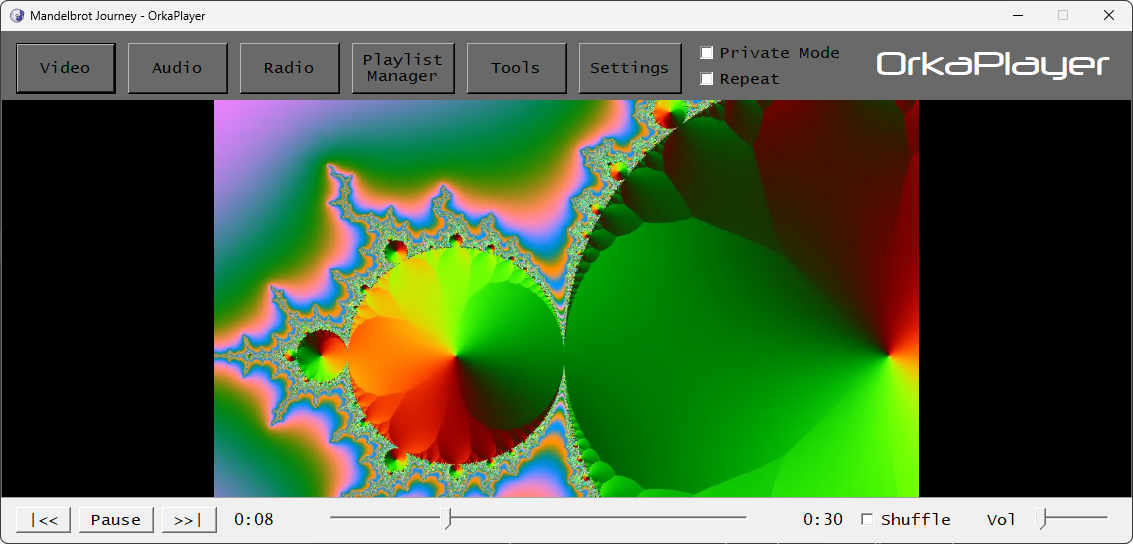 Mandelbrot Journey - OrkaPlayer
Video
Audio
Radio
Playlist
Manager
Tools
Settings
Private Mode
Repeat
OrkaPlayer
|<<
Pause
>>|
0:08
0:30
Shuffle
Vol